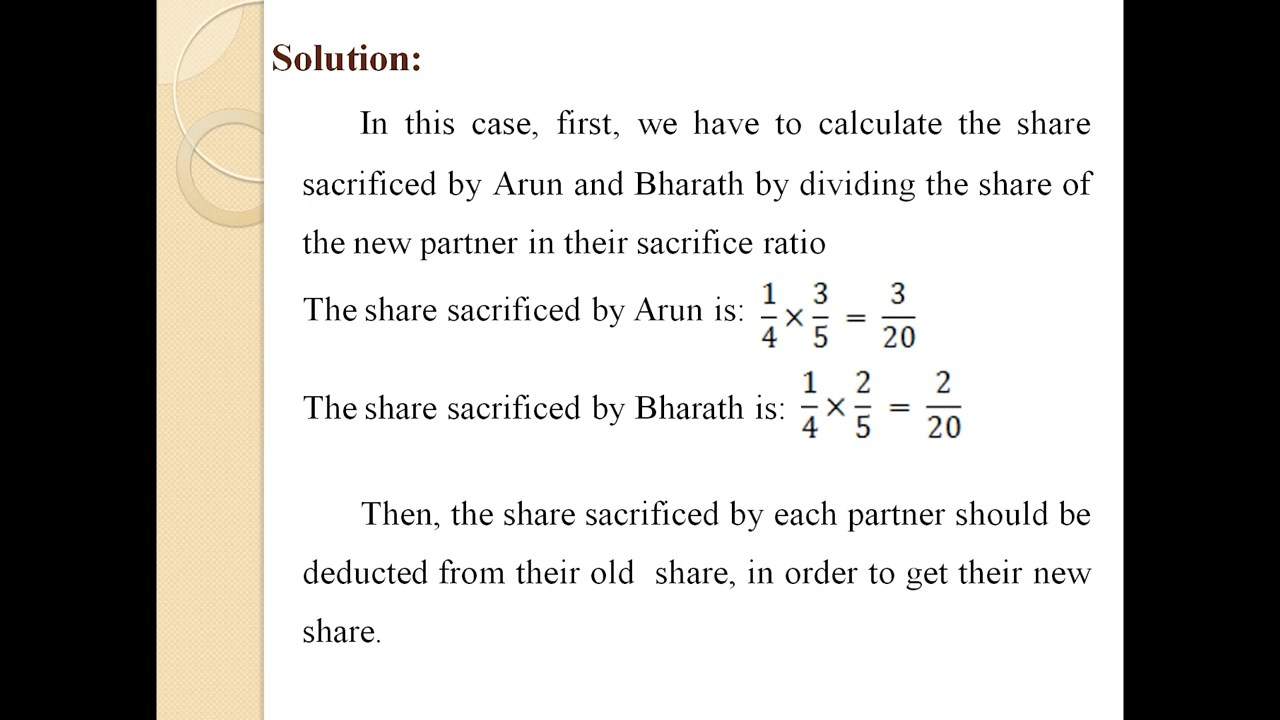 Solution:
In this case, first, we have to calculate the share
sacrificed by Arun and Bharath by dividing the share of
the new partner in their sacrifice ratio
The share sacrificed by Arun is: 1/4 × 3/5 = 3/20
The share sacrificed by Bharath is: 1/4 × 2/5 = 2/20
Then, the share sacrificed by each partner should be
deducted from their old share, in order to get their new
share.